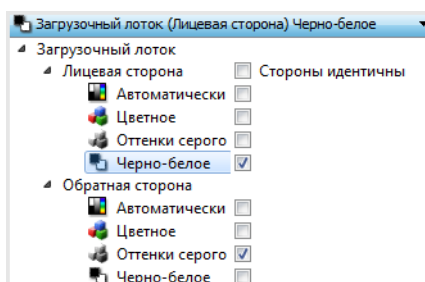 Загрузочный лоток (Лицевая сторона) Черно-белое
Загрузочный лоток
Лицевая сторона Стороны идентичны
Автоматически
Цветное
Оттенки серого
Черно-белое
Обратная сторона
Автоматически
Цветное
Оттенки серого
Черно-белое